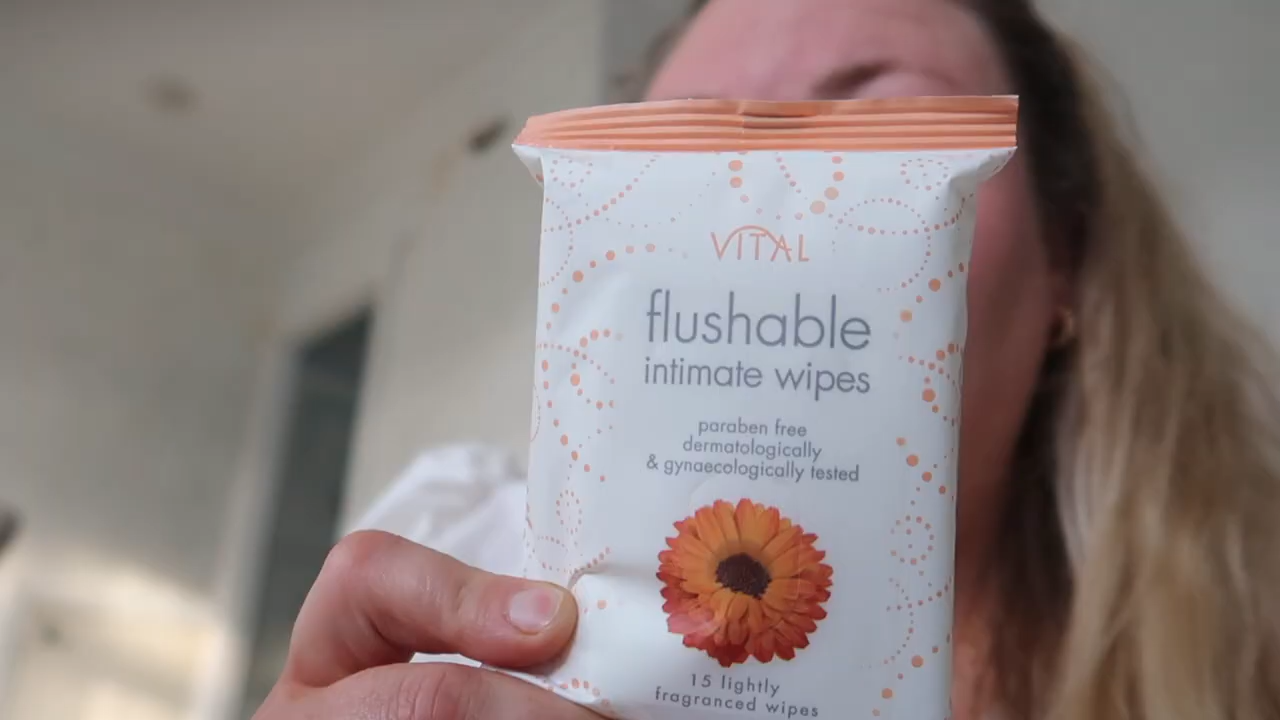 VITAL
flushable
intimate wipes
paraben free
dermatologically
& gynaecologically tested
15 lightly
fragranced wipes